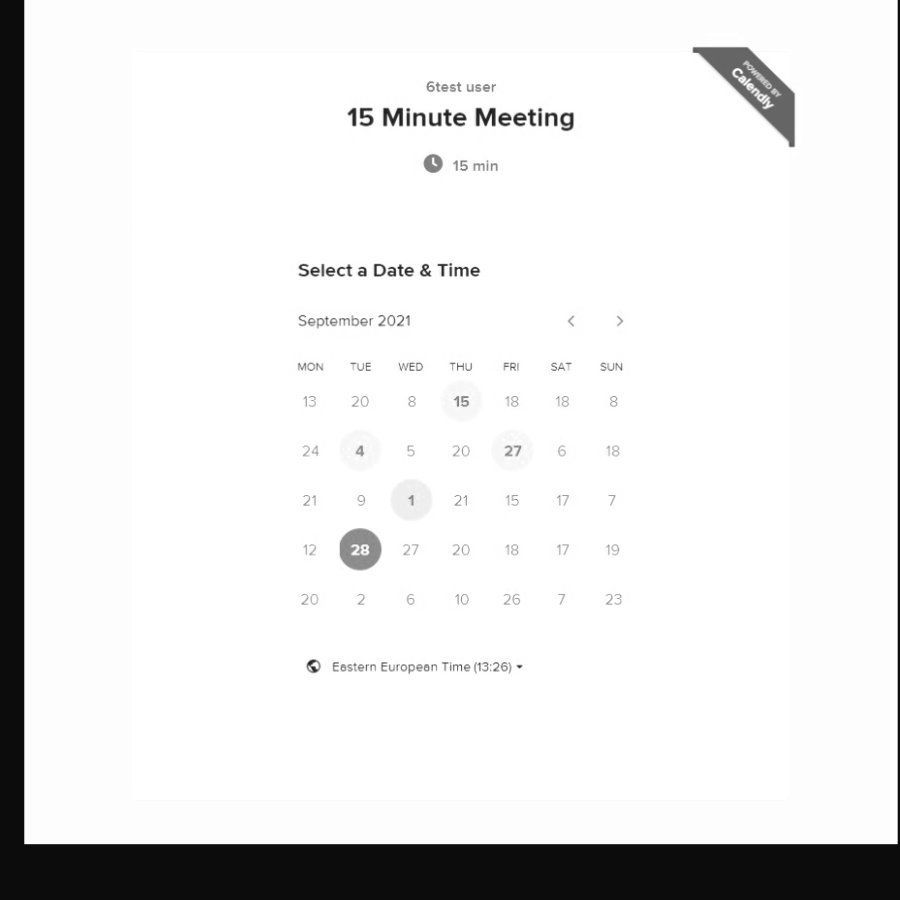 POWERED BY
Calendly
6test user
15 Minute Meeting
15 min
Select a Date & Time
September 2021
MON TUE WED THU FRI SAT SUN
13 20 8 15 18 18 8
24 4 5 20 27 6 18
21 9 1 21 15 17 7
12 28 27 20 18 17 19
20 2 6 10 26 7 23
Eastern European Time (13:26)